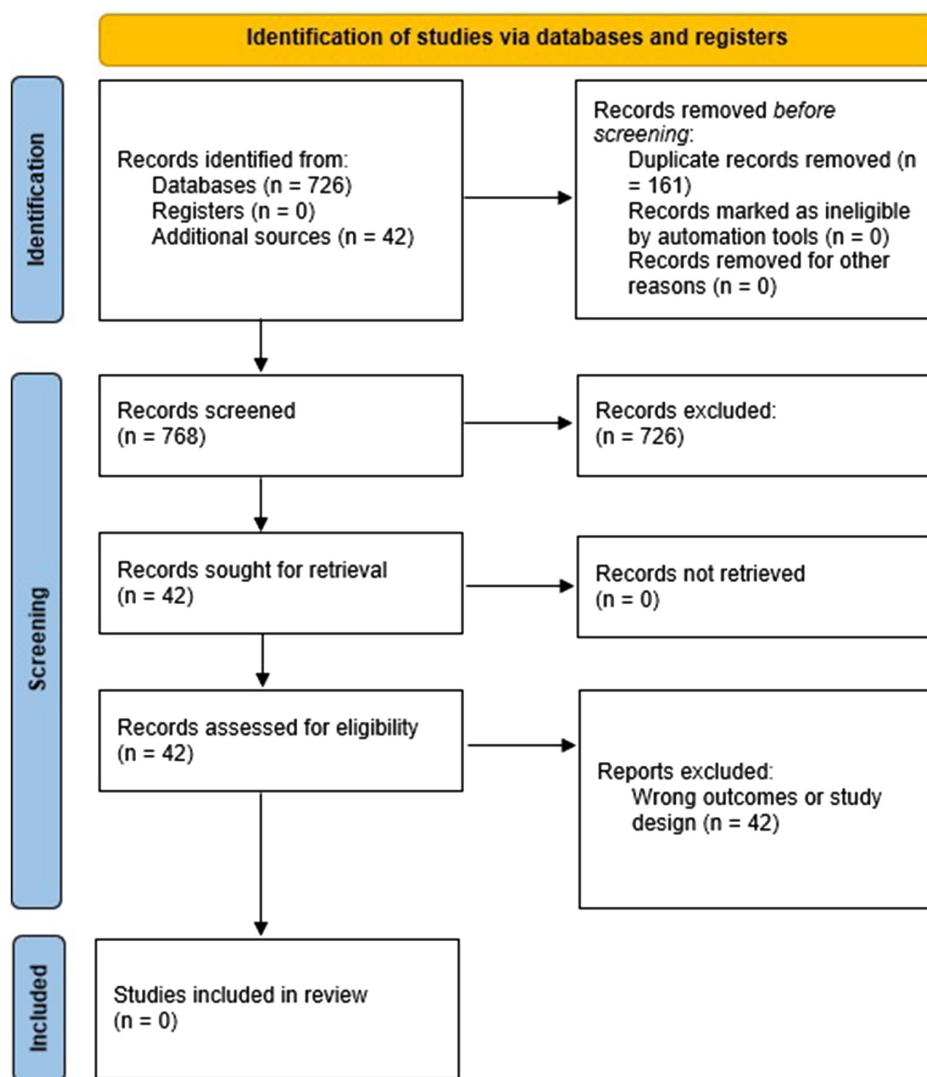 Identification of studies via databases and registers
Identification
Records identified from:
Databases (n = 726)
Registers (n = 0)
Additional sources (n = 42)
Records removed before
screening:
Duplicate records removed (n
= 161)
Records marked as ineligible
by automation tools (n = 0)
Records removed for other
reasons (n = 0)
Screening
Records screened
(n = 768)
Records excluded:
(n = 726)
Records sought for retrieval
(n = 42)
Records not retrieved
(n = 0)
Records assessed for eligibility
(n = 42)
Reports excluded:
Wrong outcomes or study
design (n = 42)
Included
Studies included in review
(n = 0)